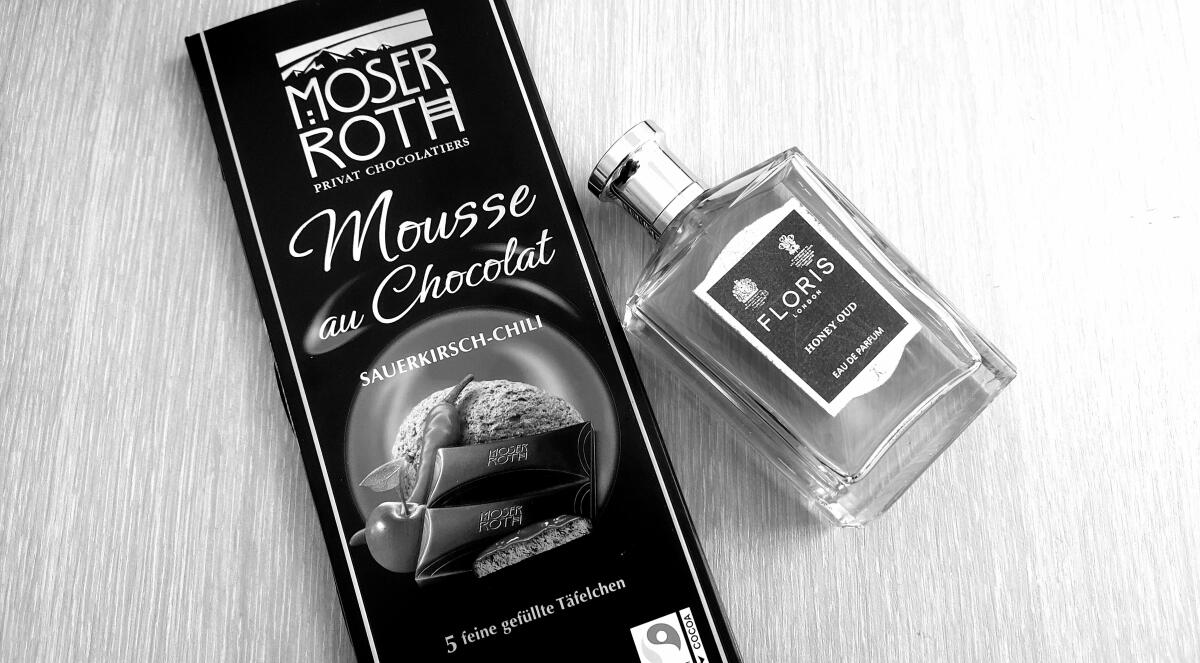 MOSER
ROTH
PRIVAT CHOCOLATIERS
Mousse
au Chocolat
SAUERKIRSCH-CHILI
MOSER
ROTH
MOSER
ROTH
5 feine gefüllte Täfelchen
COCOA
FLORIS
LONDON
HONEY OUD
EAU DE PARFUM